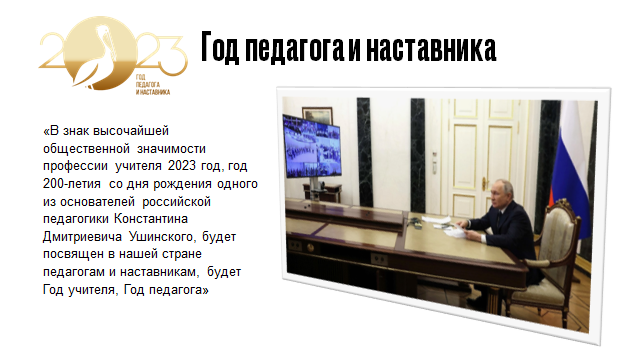 2023
ГОД
ПЕДАГОГА
И НАСТАВНИКА
Год педагога и наставника
«В знак высочайшей
общественной значимости
профессии учителя 2023 год, год
200-летия со дня рождения одного
из основателей российской
педагогики Константина
Дмитриевича Ушинского, будет
посвящен в нашей стране
педагогам и наставникам, будет
Год учителя, Год педагога»